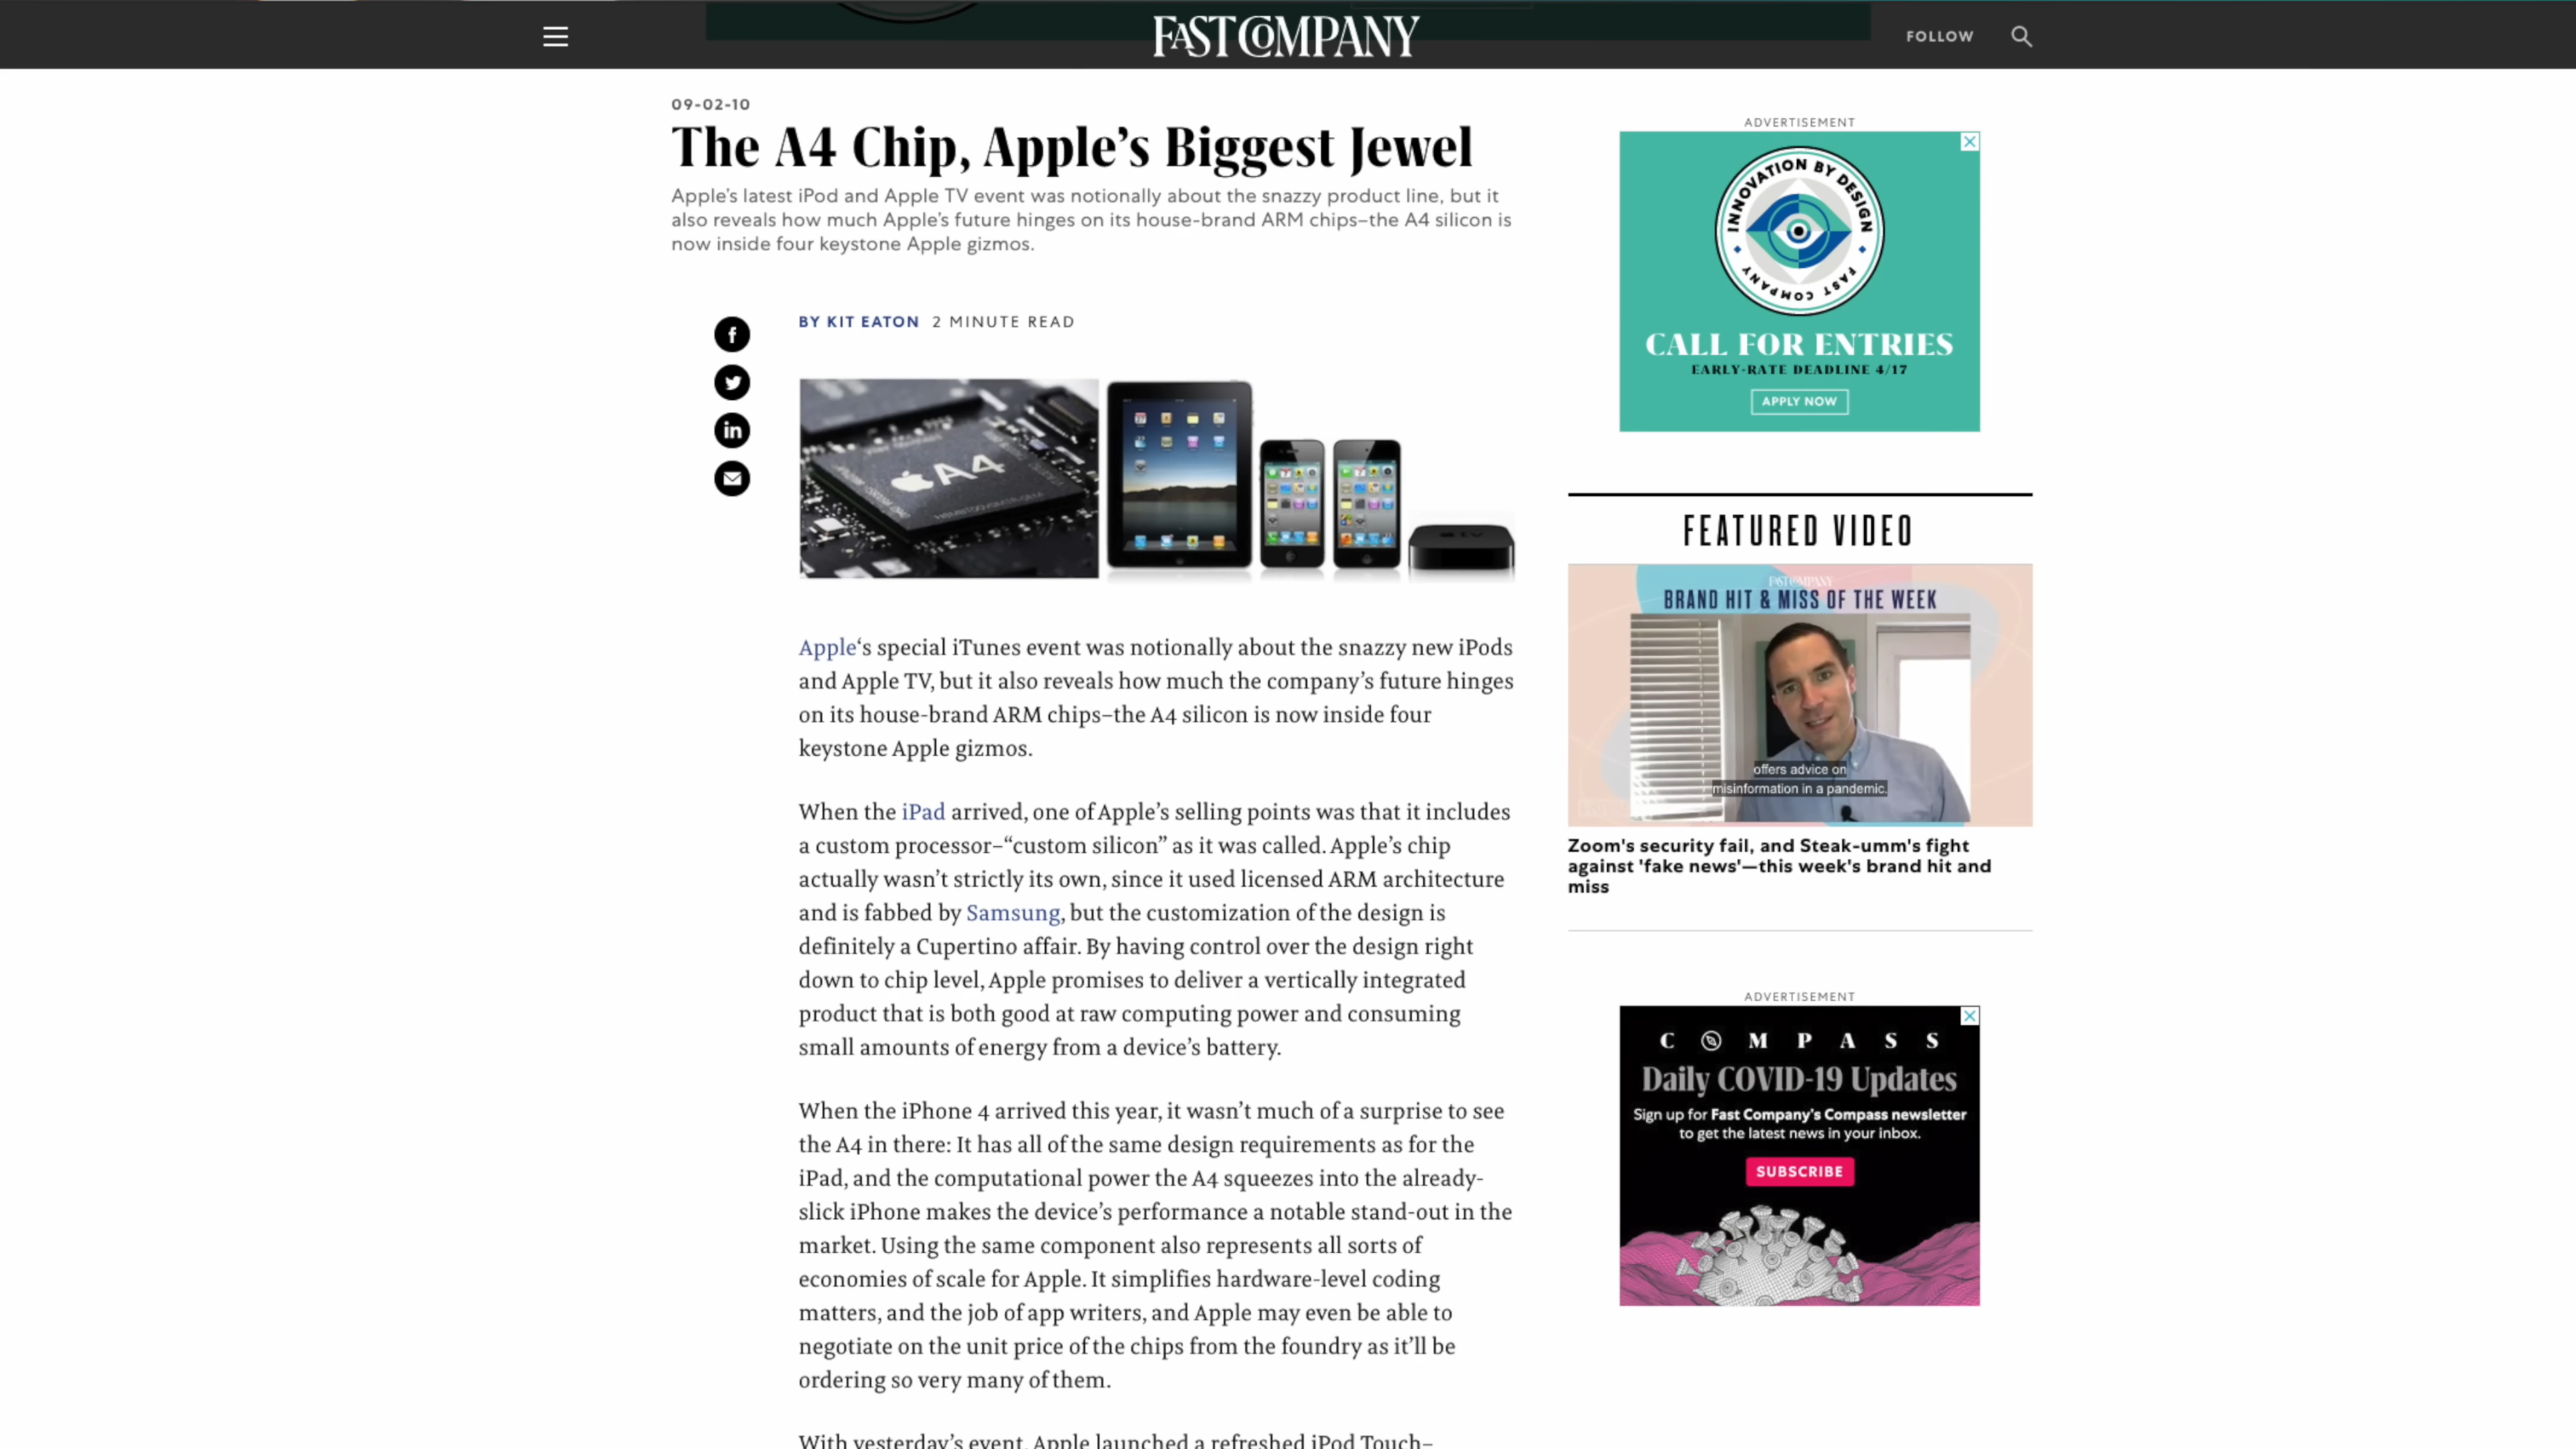 FAST COMPANY
FOLLOW
09-02-10
The A4 Chip, Apple’s Biggest Jewel
Apple’s latest iPod and Apple TV event was notionally about the snazzy product line, but it
also reveals how much Apple’s future hinges on its house-brand ARM chips–the A4 silicon is
now inside four keystone Apple gizmos.
BY KIT EATON 2 MINUTE READ
A4
Apple‘s special iTunes event was notionally about the snazzy new iPods
and Apple TV, but it also reveals how much the company’s future hinges
on its house-brand ARM chips–the A4 silicon is now inside four
keystone Apple gizmos.
When the iPad arrived, one of Apple’s selling points was that it includes
a custom processor–“custom silicon” as it was called. Apple’s chip
actually wasn’t strictly its own, since it used licensed ARM architecture
and is fabbed by Samsung, but the customization of the design is
definitely a Cupertino affair. By having control over the design right
down to chip level, Apple promises to deliver a vertically integrated
product that is both good at raw computing power and consuming
small amounts of energy from a device’s battery.
When the iPhone 4 arrived this year, it wasn’t much of a surprise to see
the A4 in there: It has all of the same design requirements as for the
iPad, and the computational power the A4 squeezes into the already-
slick iPhone makes the device’s performance a notable stand-out in the
market. Using the same component also represents all sorts of
economies of scale for Apple. It simplifies hardware-level coding
matters, and the job of app writers, and Apple may even be able to
negotiate on the unit price of the chips from the foundry as it’ll be
ordering so very many of them.
With yesterday’s event, Apple launched a refreshed iPod Touch–
ADVERTISEMENT
INNOVATION BY DESIGN
FAST COMPANY
CALL FOR ENTRIES
EARLY-RATE DEADLINE 4/17
APPLY NOW
FEATURED VIDEO
FAST COMPANY
BRAND HIT & MISS OF THE WEEK
offers advice on
misinformation in a pandemic.
Zoom's security fail, and Steak-umm's fight
against 'fake news'—this week's brand hit and
miss
ADVERTISEMENT
COMPASS
Daily COVID-19 Updates
Sign up for Fast Company's Compass newsletter
to get the latest news in your inbox.
SUBSCRIBE